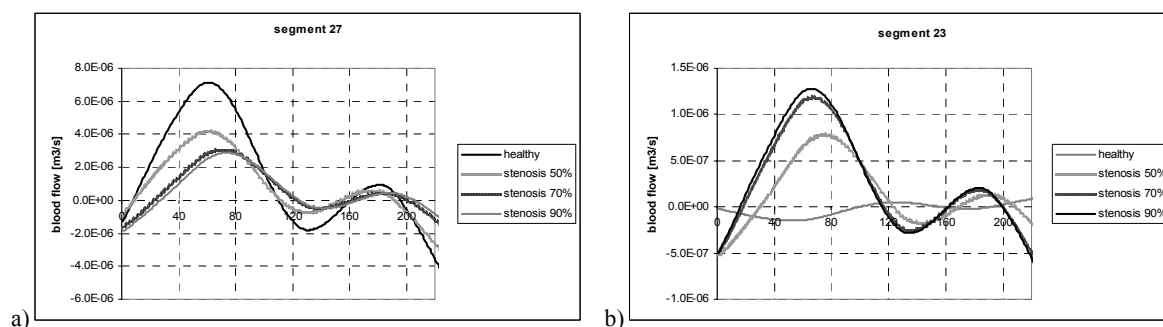 segment 27
blood flow [m3/s]
8.0E-06
6.0E-06
4.0E-06
2.0E-06
0.0E+00
-2.0E-06
-4.0E-06
-6.0E-06
0 40 80 120 160 200
healthy
stenosis 50%
stenosis 70%
stenosis 90%
a)
segment 23
blood flow [m3/s]
1.5E-06
1.0E-06
5.0E-07
0.0E+00
-5.0E-07
-1.0E-06
0 40 80 120 160 200
healthy
stenosis 50%
stenosis 70%
stenosis 90%
b)